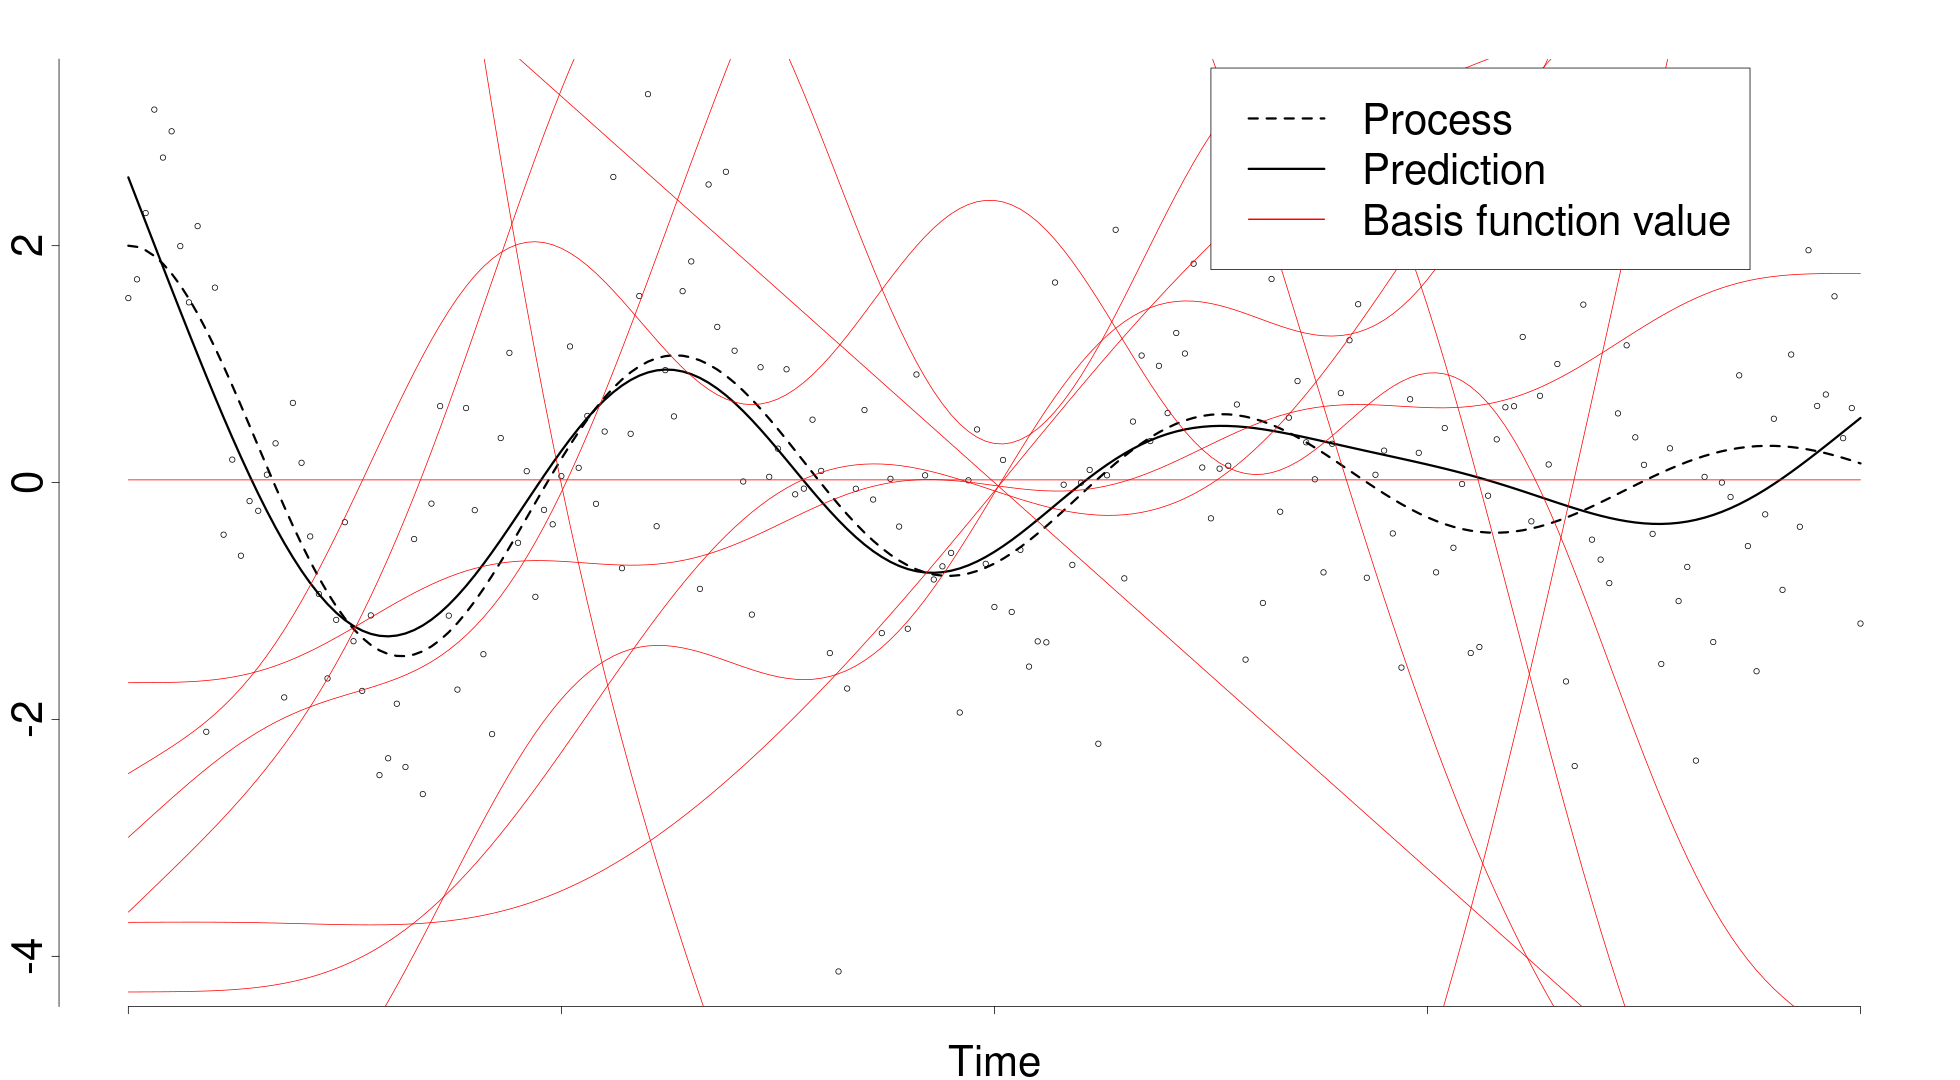 Process
Prediction
Basis function value
2
0
-2
-4
Time